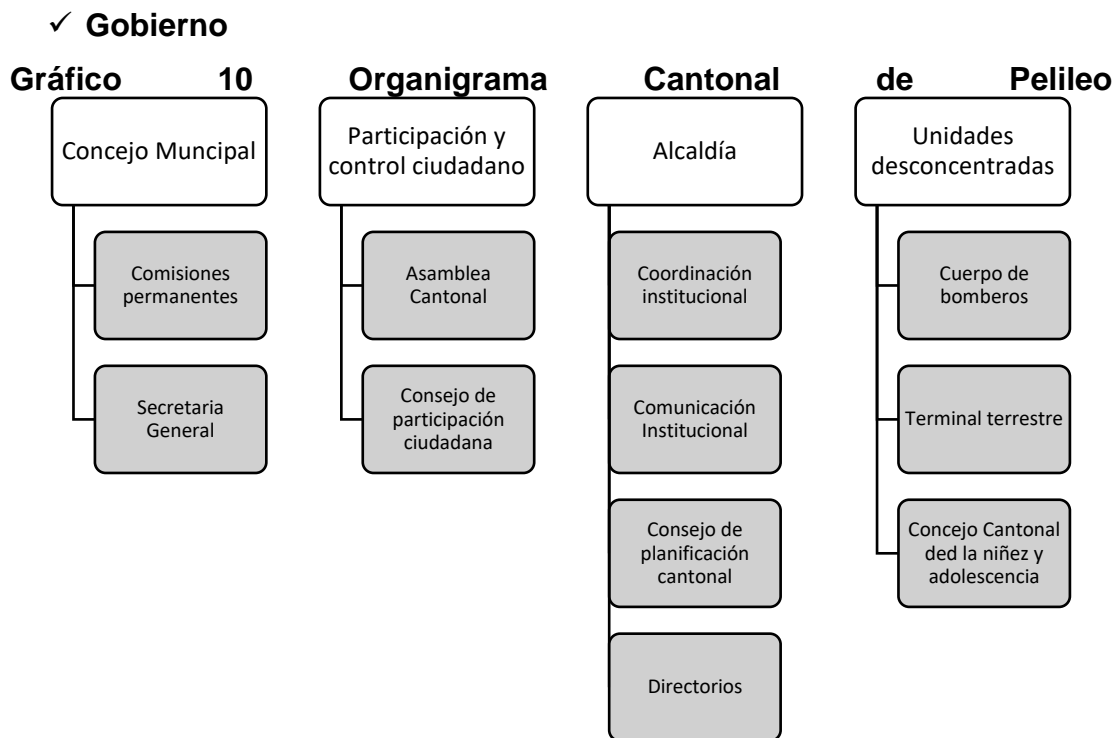 ✓ Gobierno
Gráfico 10 Organigrama Cantonal de Pelileo
Concejo Muncipal
Comisiones
permanentes
Secretaria
General
Participación y
control ciudadano
Asamblea
Cantonal
Consejo de
participación
ciudadana
Alcaldía
Coordinación
institucional
Comunicación
Institucional
Consejo de
planificación
cantonal
Directorios
Unidades
desconcentradas
Cuerpo de
bomberos
Terminal terrestre
Concejo Cantonal
ded la niñez y
adolescencia